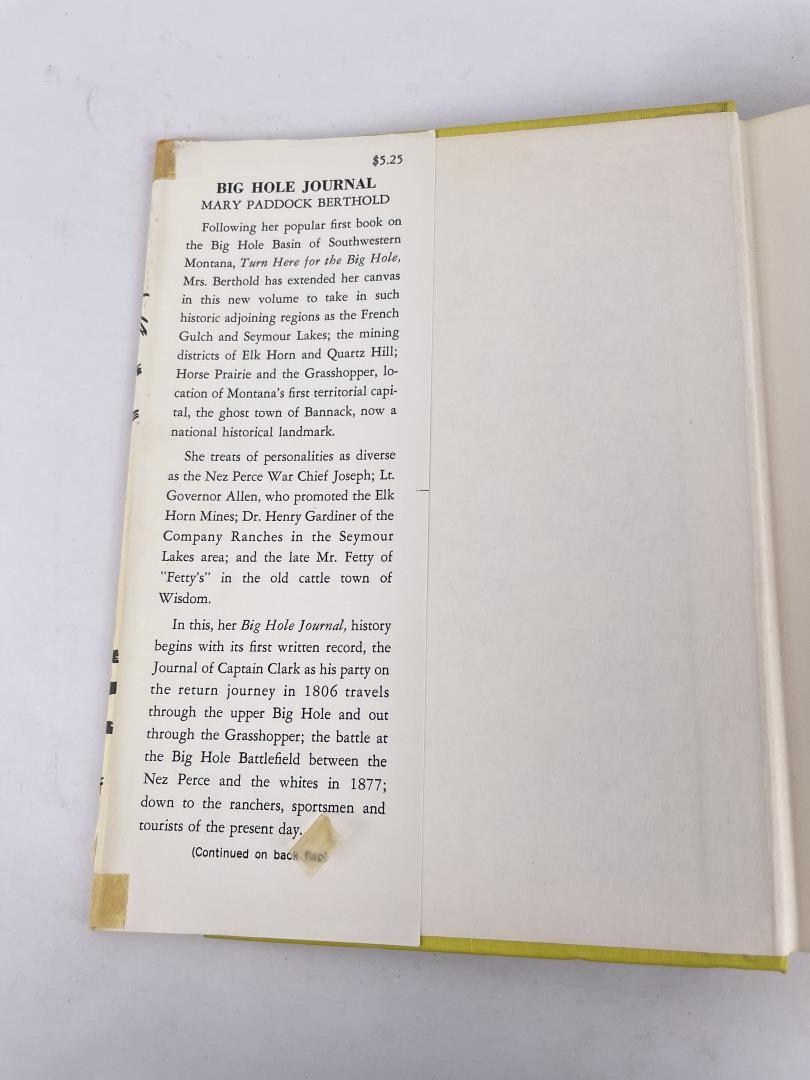 $5.25
BIG HOLE JOURNAL
MARY PADDOCK BERTHOLD
Following her popular first book on
the Big Hole Basin of Southwestern
Montana, Turn Here for the Big Hole,
Mrs. Berthold has extended her canvas
in this new volume to take in such
historic adjoining regions as the French
Gulch and Seymour Lakes; the mining
districts of Elk Horn and Quartz Hill;
Horse Prairie and the Grasshopper, lo-
cation of Montana's first territorial capi-
tal, the ghost town of Bannack, now a
national historical landmark.
She treats of personalities as diverse
as the Nez Perce War Chief Joseph; Lt.
Governor Allen, who promoted the Elk
Horn Mines; Dr. Henry Gardiner of the
Company Ranches in the Seymour
Lakes area; and the late Mr. Fetty of
"Fetty's" in the old cattle town of
Wisdom.
In this, her Big Hole Journal, history
begins with its first written record, the
Journal of Captain Clark as his party on
the return journey in 1806 travels
through the upper Big Hole and out
through the Grasshopper; the battle at
the Big Hole Battlefield between the
Nez Perce and the whites in 1877;
down to the ranchers, sportsmen and
tourists of the present day.
(Continued on back flap)